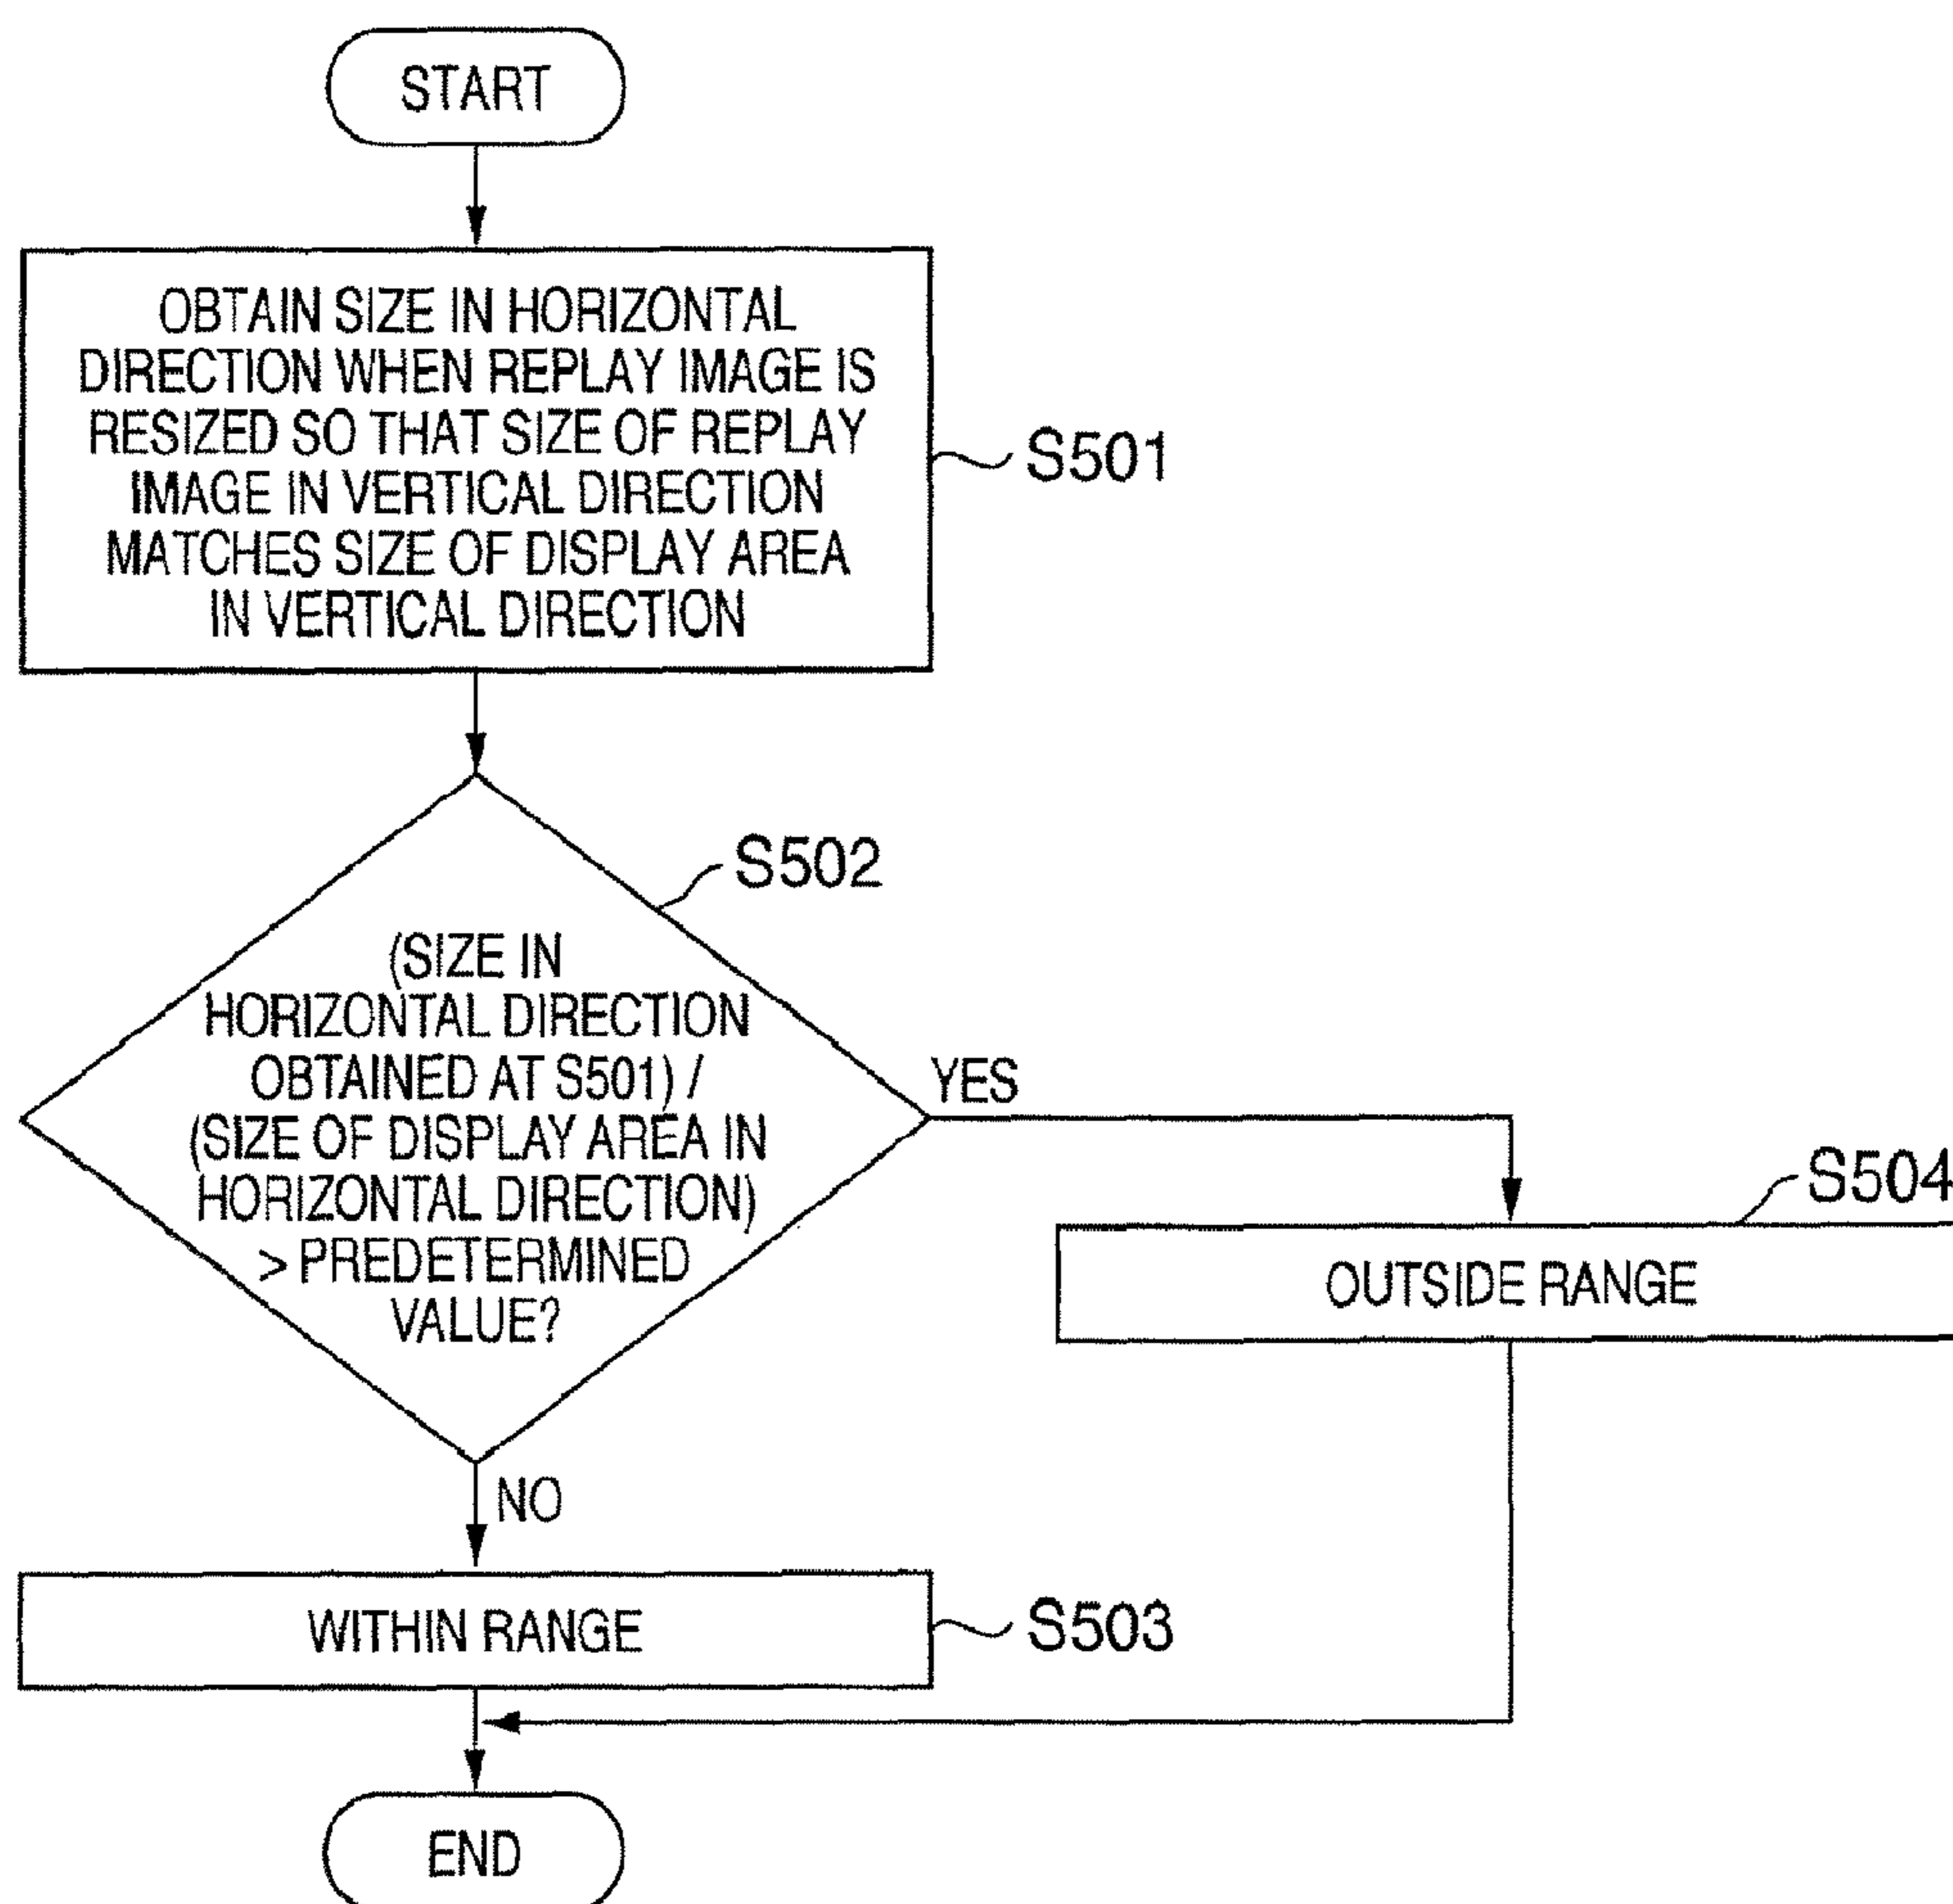 START
OBTAIN SIZE IN HORIZONTAL
DIRECTION WHEN REPLAY IMAGE IS
RESIZED SO THAT SIZE OF REPLAY
IMAGE IN VERTICAL DIRECTION
MATCHES SIZE OF DISPLAY AREA
IN VERTICAL DIRECTION
S501
S502
(SIZE IN
HORIZONTAL DIRECTION
OBTAINED AT S501) /
(SIZE OF DISPLAY AREA IN
HORIZONTAL DIRECTION)
> PREDETERMINED
VALUE?
YES
S504
OUTSIDE RANGE
NO
WITHIN RANGE
S503
END